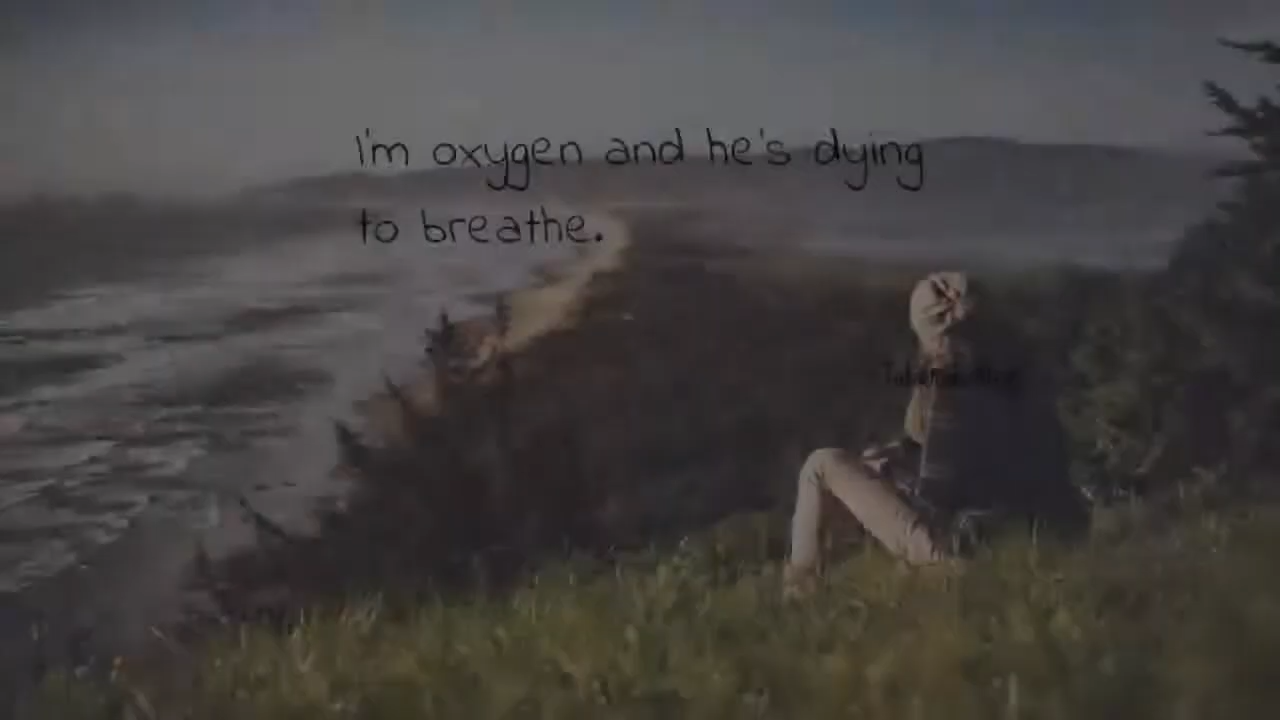 I'm oxygen and he's dying
to breathe.